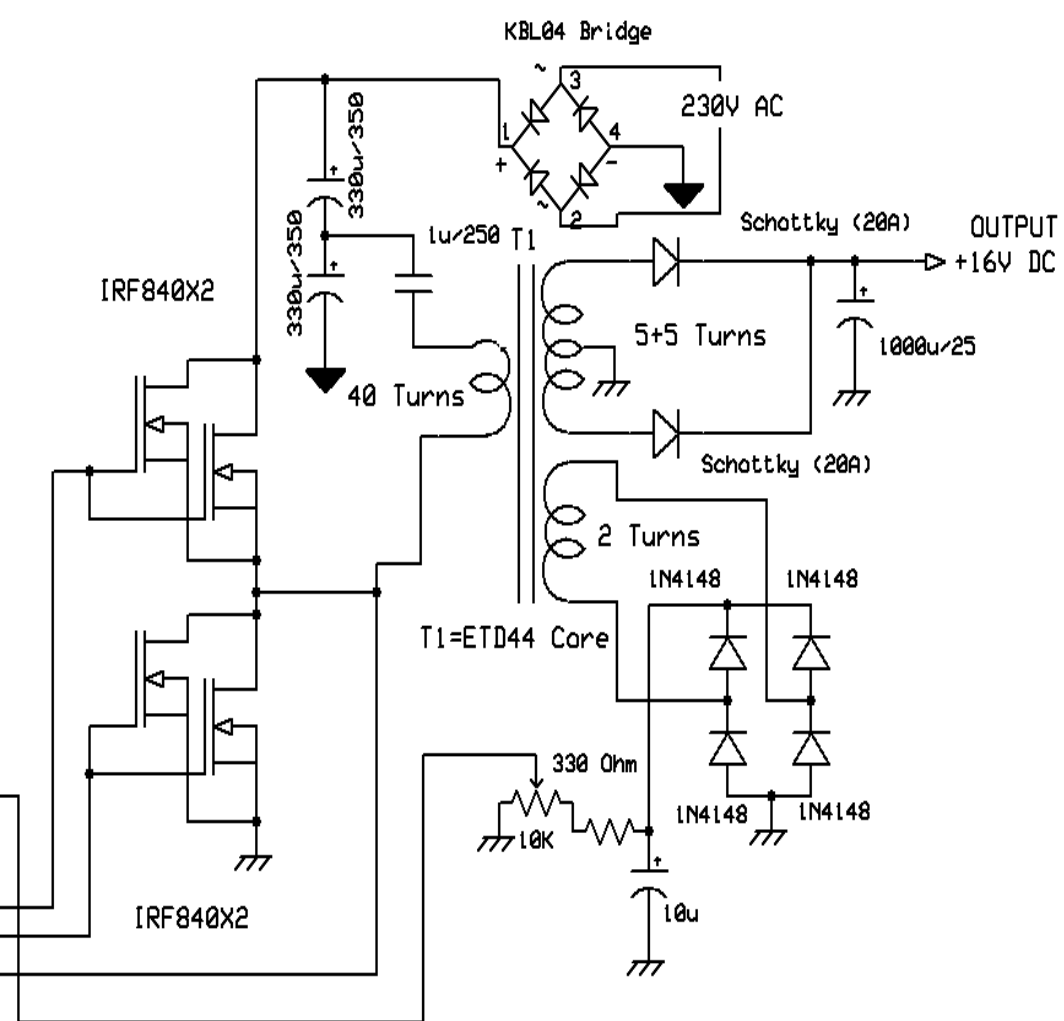 KBL04 Bridge
~
3
230V AC
1
4
+
-
~
2
330u/350
+
330u/350
+
1u/250
T1
Schottky (20A)
OUTPUT
+16V DC
IRF840X2
5+5 Turns
+
1000u/25
40 Turns
Schottky (20A)
2 Turns
1N4148
1N4148
T1=ETD44 Core
330 Ohm
10K
1N4148
1N4148
+
10u
IRF840X2